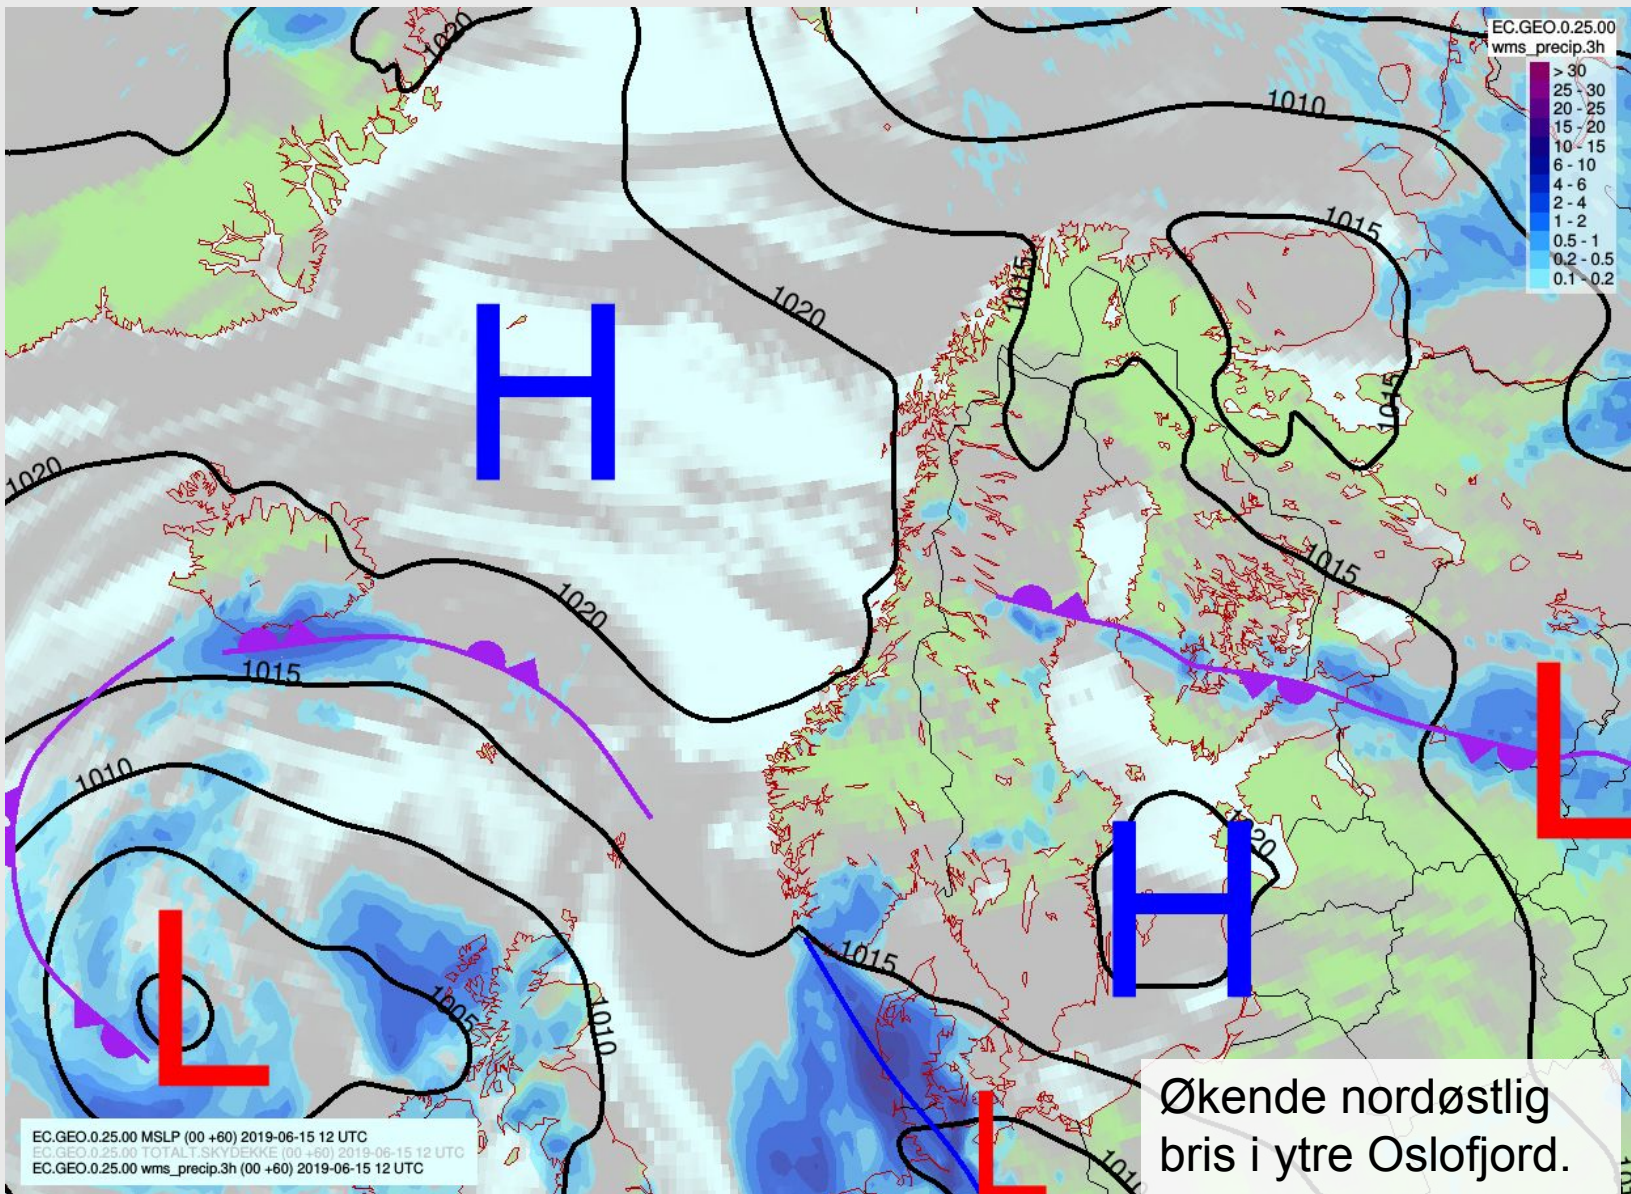 EC.GEO.0.25.00
wms_precip.3h
> 30
25 - 30
20 - 25
15 - 20
10 - 15
6 - 10
4 - 6
2 - 4
1 - 2
0.5 - 1
0.2 - 0.5
0.1 - 0.2
1020
1010
1015
1015
1020
H
1015
1020
1015
1020
1015
L
1010
1020
H
L
1015
1005
1010
L
1010
Økende nordøstlig
bris i ytre Oslofjord.
EC.GEO.0.25.00 MSLP (00 +60) 2019-06-15 12 UTC
EC.GEO.0.25.00 TOTALT.SKYDEKKE (00 +60) 2019-06-15 12 UTC
EC.GEO.0.25.00 wms_precip.3h (00 +60) 2019-06-15 12 UTC